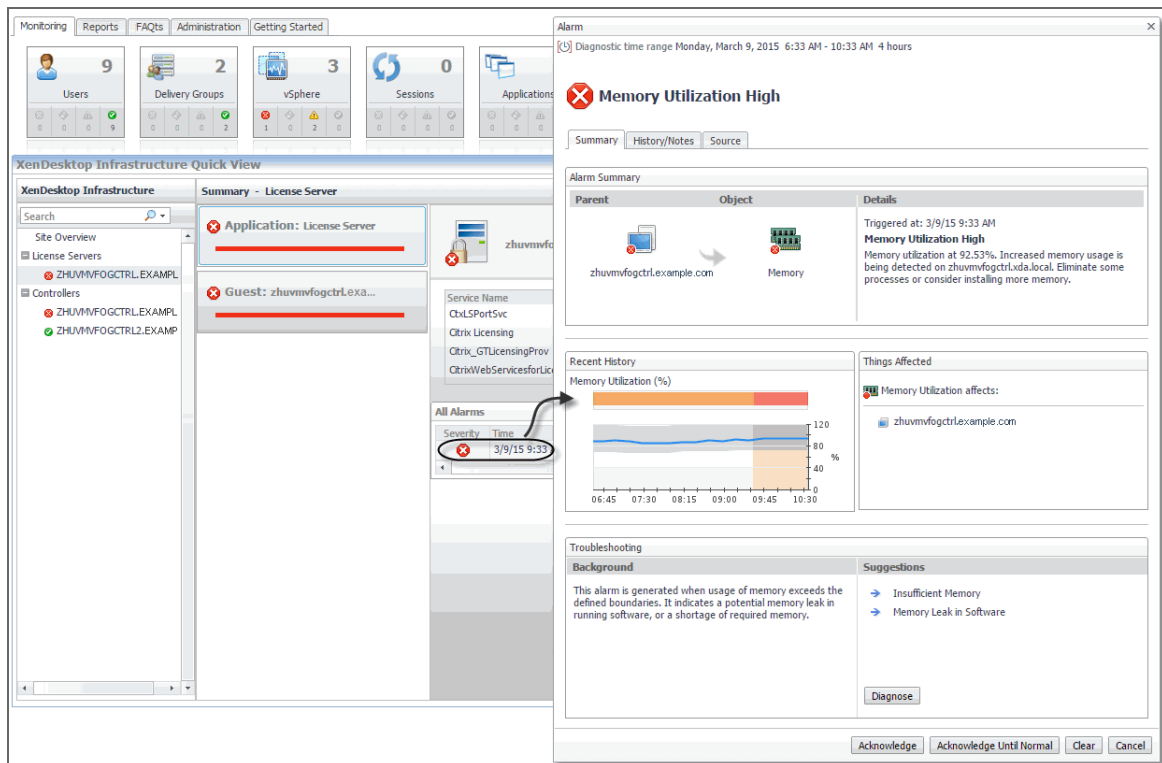 Monitoring Reports FAQts Administration Getting Started
9
Users
0 0 0 9
2
Delivery Groups
0 0 0 2
3
vSphere
1 0 2 0
0
Sessions
0 0 0 0
Applications
0 0 0
XenDesktop Infrastructure Quick View
XenDesktop Infrastructure
Search
Site Overview
License Servers
ZHUVMVFOGCTRL.EXAMPL
Controllers
ZHUVMVFOGCTRL.EXAMPL
ZHUVMVFOGCTRL2.EXAMP
Summary - License Server
Application: License Server
Guest: zhuvmvfogctrl.exa...
zhuvmvfo
Service Name
CtxLSPortSvc
Citrix Licensing
Citrix_GTLicensingProv
CitrixWebServicesforLic
All Alarms
Severity Time
3/9/15 9:33
Alarm
Diagnostic time range Monday, March 9, 2015 6:33 AM - 10:33 AM 4 hours
Memory Utilization High
Summary History/Notes Source
Alarm Summary
Parent Object Details
zhuvmvfogctrl.example.com
Memory
Triggered at: 3/9/15 9:33 AM
Memory Utilization High
Memory utilization at 92.53%. Increased memory usage is
being detected on zhuvmvfogctrl.xda.local. Eliminate some
processes or consider installing more memory.
Recent History
Memory Utilization (%)
120
80
%
40
0
06:45 07:30 08:15 09:00 09:45 10:30
Things Affected
Memory Utilization affects:
zhuvmvfogctrl.example.com
Troubleshooting
Background
This alarm is generated when usage of memory exceeds the
defined boundaries. It indicates a potential memory leak in
running software, or a shortage of required memory.
Suggestions
Insufficient Memory
Memory Leak in Software
Diagnose
Acknowledge Acknowledge Until Normal Clear Cancel